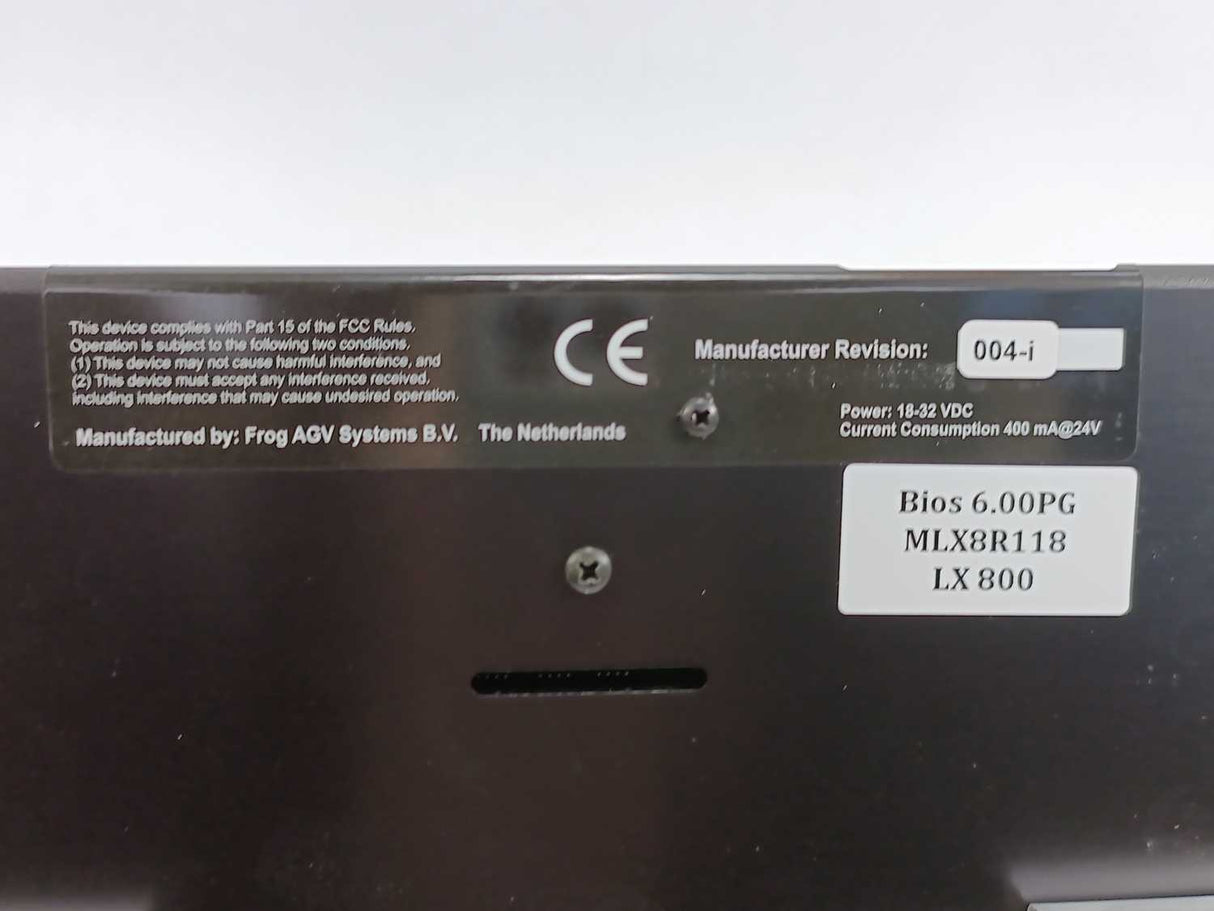 This device complies with Part 15 of the FCC Rules.
Operation is subject to the following two conditions.
(1) This device may not cause harmful interference, and
(2) This device must accept any interference received,
including interference that may cause undesired operation.
Manufactured by: Frog AGV Systems B.V. The Netherlands
CE
Manufacturer Revision: 004-i
Power: 18-32 VDC
Current Consumption 400 mA@24V
Bios 6.00PG
MLX8R118
LX 800